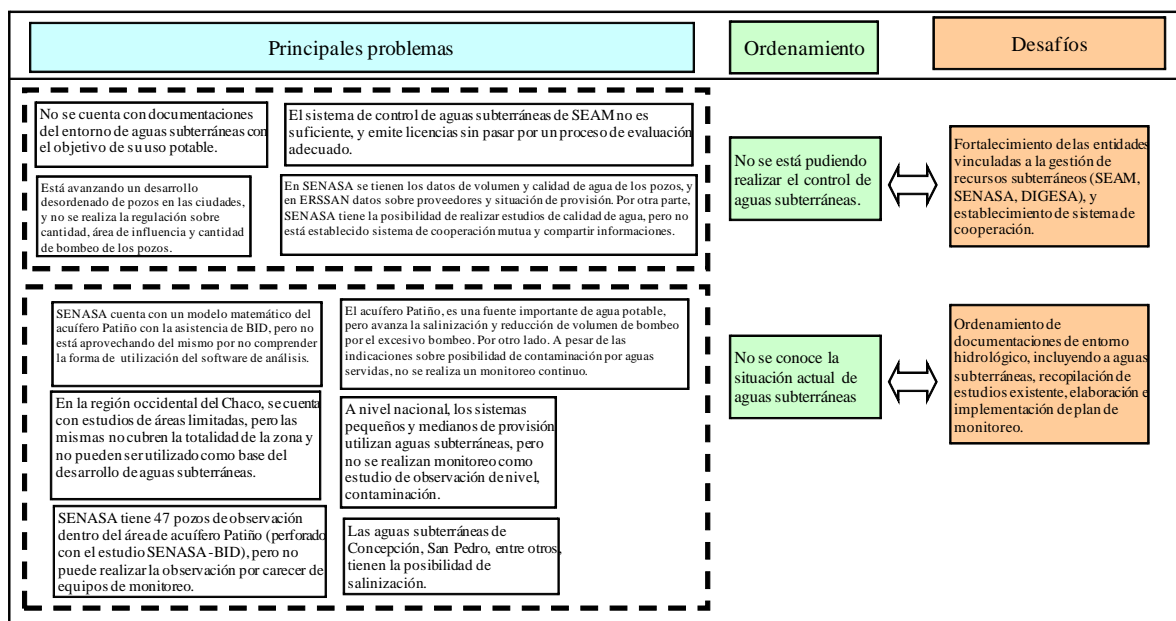 Principales problemas
Ordenamiento
Desafíos
No se cuenta con documentaciones
del entorno de aguas subterráneas con
el objetivo de su uso potable.
El sistema de control de aguas subterráneas de SEAM no es
suficiente, y emite licencias sin pasar por un proceso de evaluación
adecuado.
Está avanzando un desarrollo
desordenado de pozos en las ciudades,
y no se realiza la regulación sobre
cantidad, área de influencia y cantidad
de bombeo de los pozos.
En SENASA se tienen los datos de volumen y calidad de agua de los pozos, y
en ERSSAN datos sobre proveedores y situación de provisión. Por otra parte,
SENASA tiene la posibilidad de realizar estudios de calidad de agua, pero no
está establecido sistema de cooperación mutua y compartir informaciones.
No se está pudiendo
realizar el control de
aguas subterráneas.
Fortalecimiento de las entidades
vinculadas a la gestión de
recursos subterráneos (SEAM,
SENASA, DIGESA), y
establecimiento de sistema de
cooperación.
SENASA cuenta con un modelo matemático del
acuífero Patiño con la asistencia de BID, pero no
está aprovechando del mismo por no comprender
la forma de utilización del software de análisis.
El acuífero Patiño, es una fuente importante de agua potable,
pero avanza la salinización y reducción de volumen de bombeo
por el excesivo bombeo. Por otro lado. A pesar de las
indicaciones sobre posibilidad de contaminación por aguas
servidas, no se realiza un monitoreo continuo.
En la región occidental del Chaco, se cuenta
con estudios de áreas limitadas, pero las
mismas no cubren la totalidad de la zona y
no pueden ser utilizado como base del
desarrollo de aguas subterráneas.
A nivel nacional, los sistemas
pequeños y medianos de provisión
utilizan aguas subterráneas, pero
no se realizan monitoreo como
estudio de observación de nivel,
contaminación.
SENASA tiene 47 pozos de observación
dentro del área de acuífero Patiño (perforado
con el estudio SENASA-BID), pero no
puede realizar la observación por carecer de
equipos de monitoreo.
Las aguas subterráneas de
Concepción, San Pedro, entre otros,
tienen la posibilidad de
salinización.
No se conoce la
situación actual de
aguas subterráneas
Ordenamiento de
documentaciones de entorno
hidrológico, incluyendo a aguas
subterráneas, recopilación de
estudios existente, elaboración e
implementación de plan de
monitoreo.